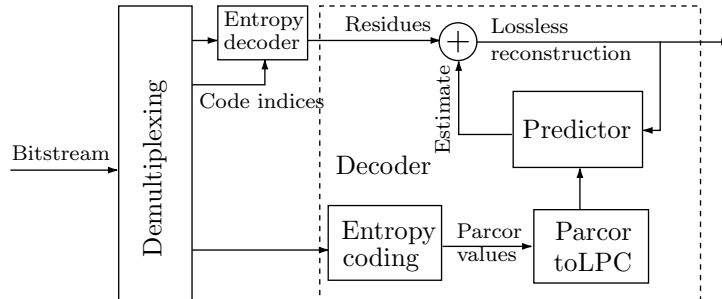 Bitstream
Demultiplexing
Entropy
decoder
Code indices
Residues
+
Lossless
reconstruction
Estimate
Predictor
Decoder
Entropy
coding
Parcor
values
Parcor
toLPC